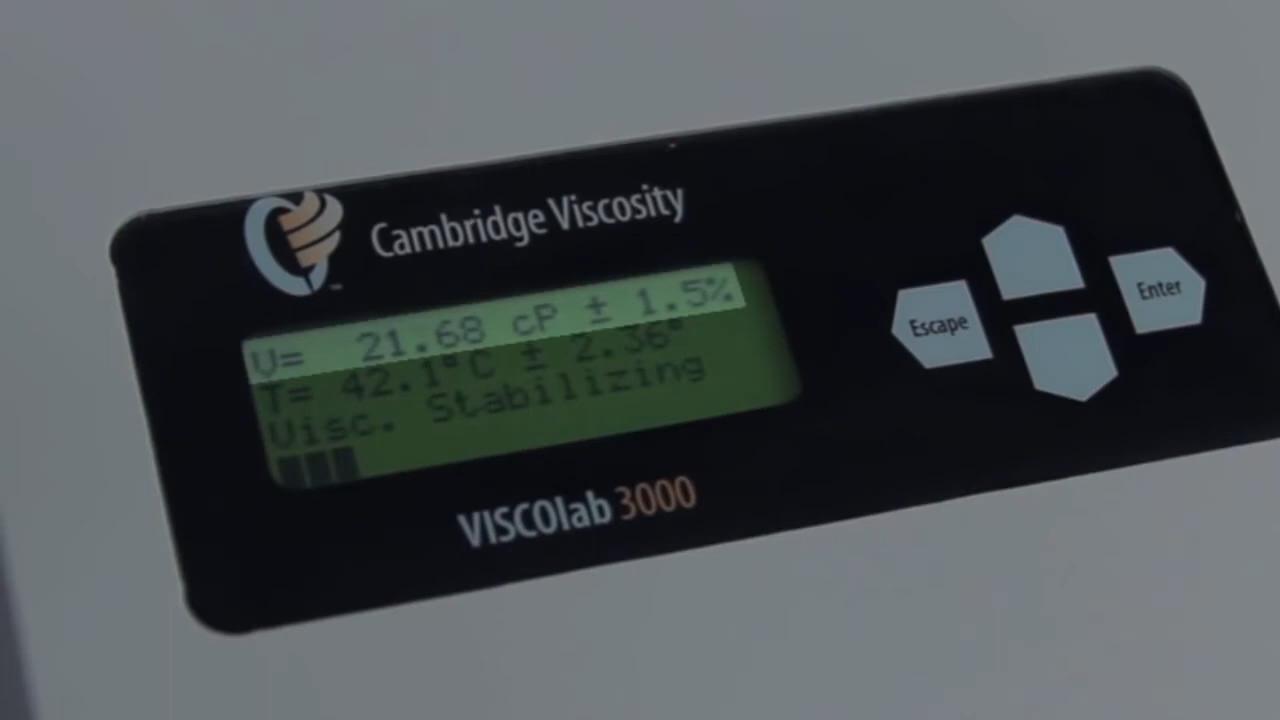 Cambridge Viscosity
V= 21.68 cP ± 1.5%
T= 42.1°C ± 2.36°
Visc. Stabilizing
VISCOlab 3000
Escape
Enter